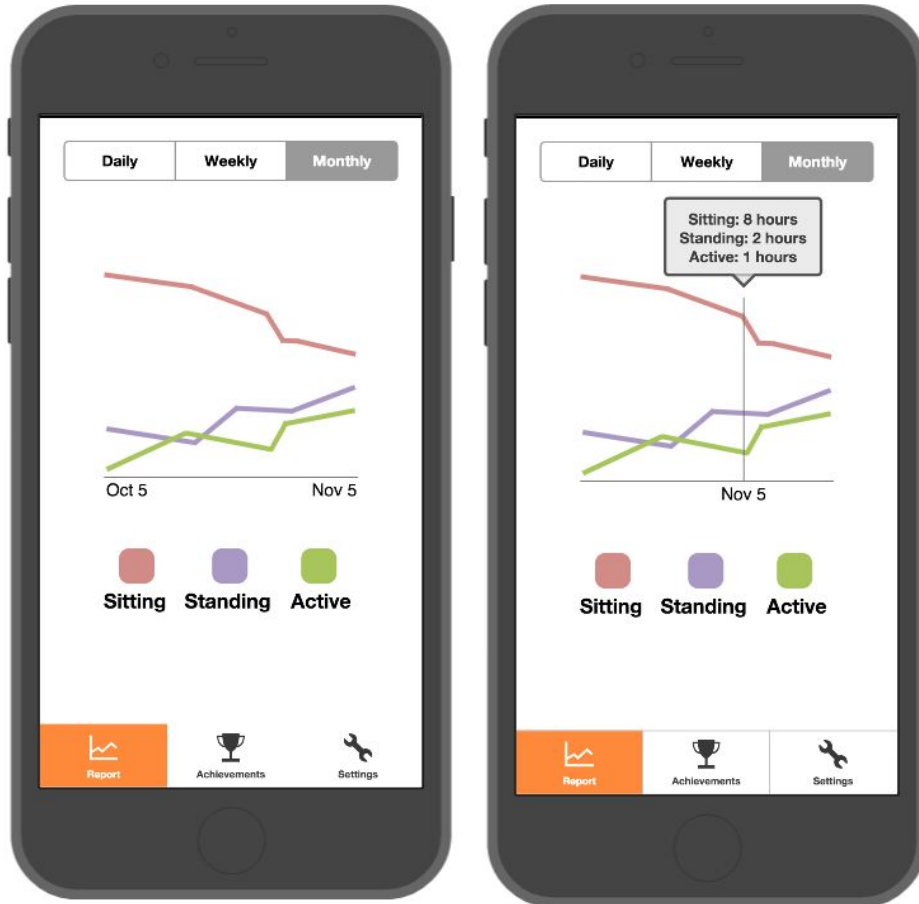 Daily Weekly Monthly
Oct 5 Nov 5
Sitting Standing Active
Report Achievements Settings
Daily Weekly Monthly
Sitting: 8 hours
Standing: 2 hours
Active: 1 hours
Nov 5
Sitting Standing Active
Report Achievements Settings